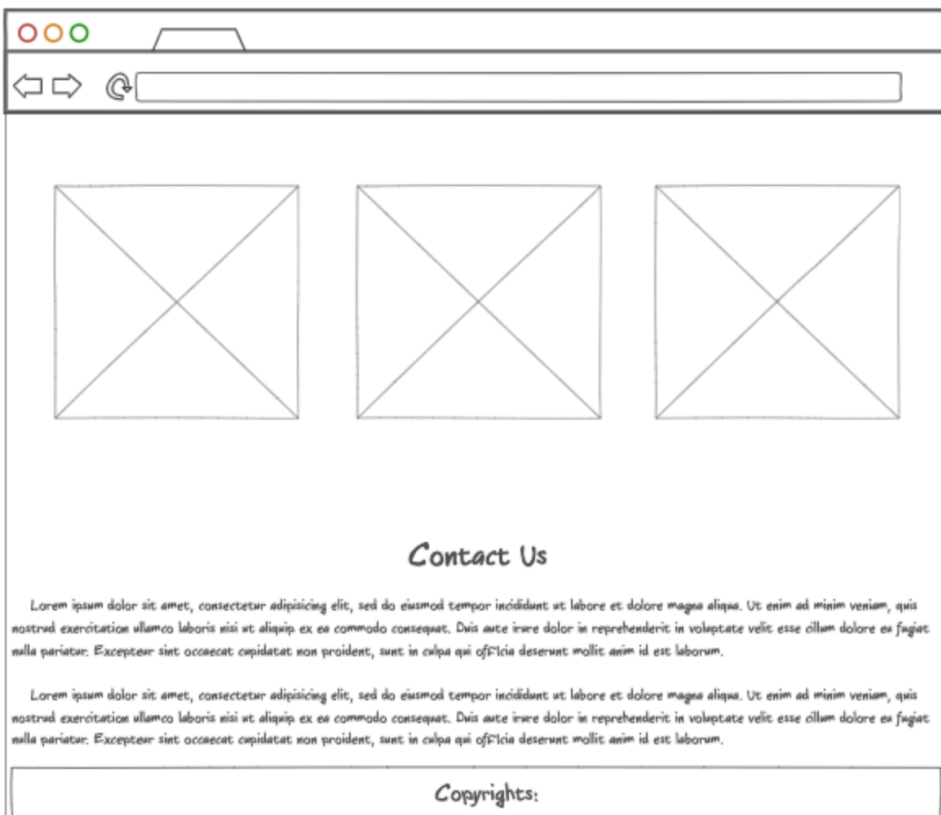 Contact Us
Lorem ipsum dolor sit amet, consectetur adipisicing elit, sed do eiusmod tempor incididunt ut labore et dolore magna aliqua. Ut enim ad minim veniam, quis
nostrud exercitation ullamco laboris nisi ut aliquip ex ea commodo consequat. Duis aute irure dolor in reprehenderit in voluptate velit esse cillum dolore eu fugiat
nulla pariatur. Excepteur sint occaecat cupidatat non proident, sunt in culpa qui officia deserunt mollit anim id est laborum.
Lorem ipsum dolor sit amet, consectetur adipisicing elit, sed do eiusmod tempor incididunt ut labore et dolore magna aliqua. Ut enim ad minim veniam, quis
nostrud exercitation ullamco laboris nisi ut aliquip ex ea commodo consequat. Duis aute irure dolor in reprehenderit in voluptate velit esse cillum dolore eu fugiat
nulla pariatur. Excepteur sint occaecat cupidatat non proident, sunt in culpa qui officia deserunt mollit anim id est laborum.
Copyrights: